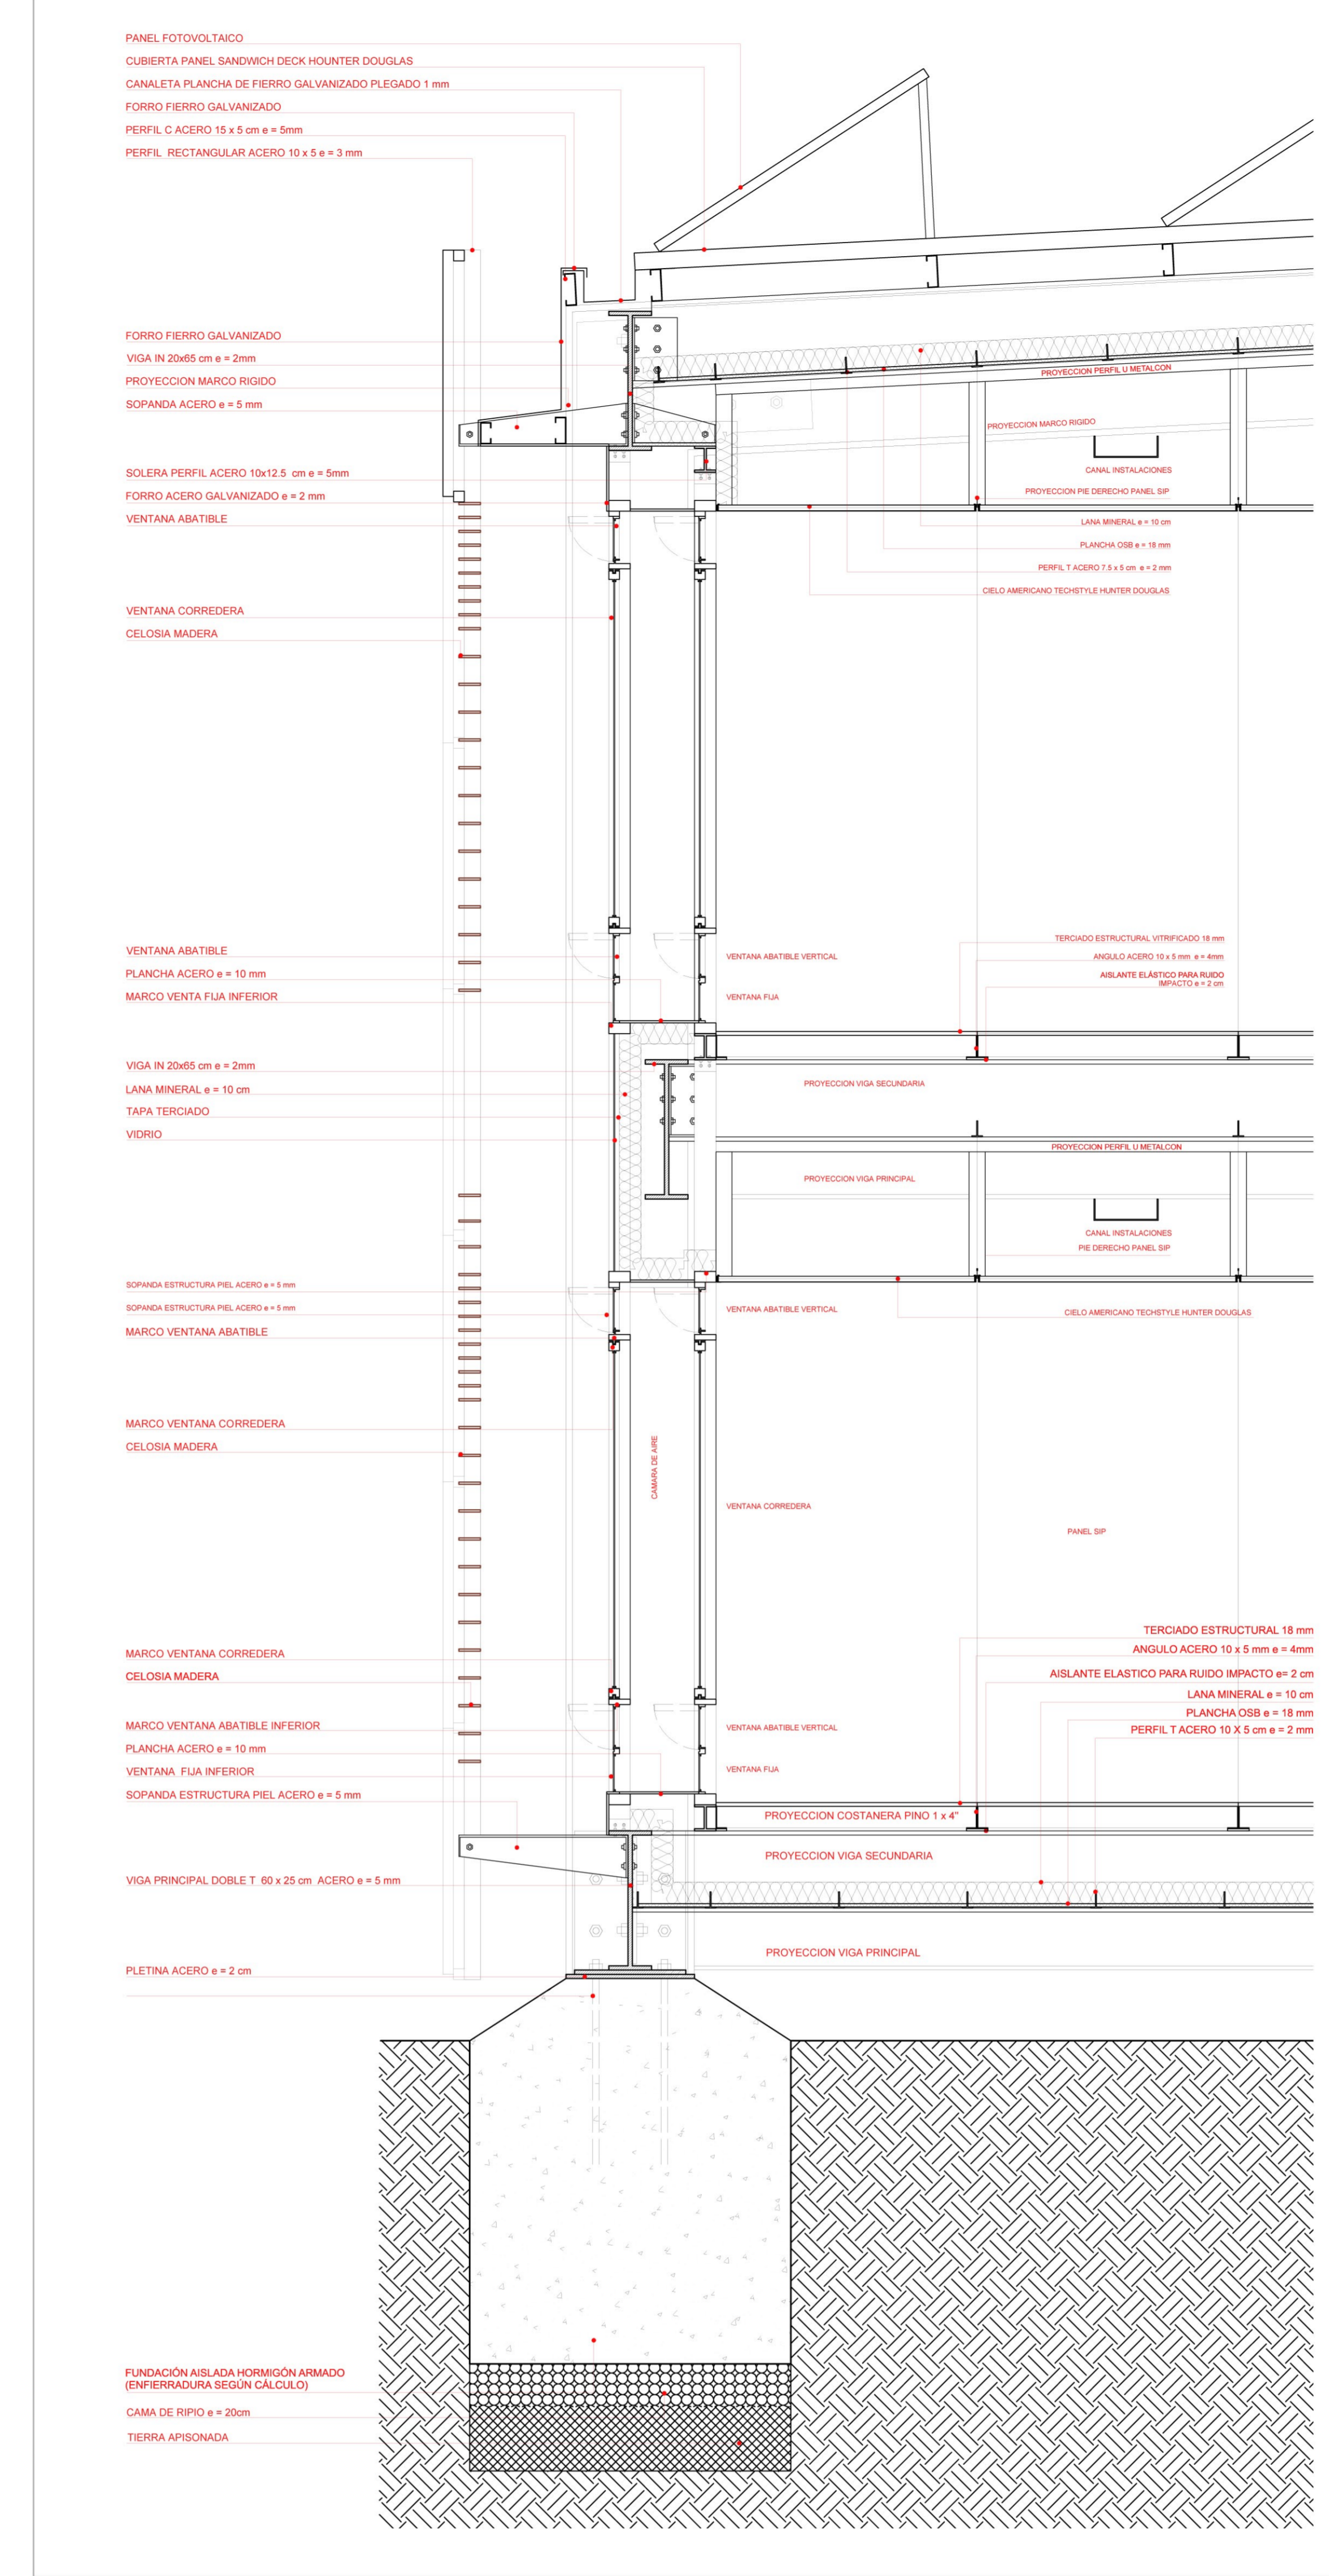 PANEL FOTOVOLTAICO
CUBIERTA PANEL SANDWICH DECK HOUNTER DOUGLAS
CANALETA PLANCHA DE FIERRO GALVANIZADO PLEGADO 1 mm
FORRO FIERRO GALVANIZADO
PERFIL C ACERO 15 x 5 cm e = 5mm
PERFIL RECTANGULAR ACERO 10 x 5 e = 3 mm
FORRO FIERRO GALVANIZADO
VIGA IN 20x65 cm e = 2mm
PROYECCION MARCO RIGIDO
SOPANDA ACERO e = 5 mm
PROYECCION PERFIL U METALCON
PROYECCION MARCO RIGIDO
CANAL INSTALACIONES
PROYECCION PIE DERECHO PANEL SIP
SOLERA PERFIL ACERO 10x12.5 cm e = 5mm
FORRO ACERO GALVANIZADO e = 2 mm
VENTANA ABATIBLE
LANA MINERAL e = 10 cm
PLANCHA OSB e = 18 mm
PERFIL T ACERO 7.5 x 5 cm e = 2 mm
CIELO AMERICANO TECHSTYLE HUNTER DOUGLAS
VENTANA CORREDERA
CELOSIA MADERA
VENTANA ABATIBLE
PLANCHA ACERO e = 10 mm
MARCO VENTA FIJA INFERIOR
VENTANA ABATIBLE VERTICAL
VENTANA FIJA
TERCIADO ESTRUCTURAL VITRIFICADO 18 mm
ANGULO ACERO 10 x 5 mm e = 4mm
AISLANTE ELÁSTICO PARA RUIDO
IMPACTO e = 2 cm
VIGA IN 20x65 cm e = 2mm
LANA MINERAL e = 10 cm
TAPA TERCIADO
VIDRIO
PROYECCION VIGA SECUNDARIA
PROYECCION PERFIL U METALCON
PROYECCION VIGA PRINCIPAL
CANAL INSTALACIONES
PIE DERECHO PANEL SIP
SOPANDA ESTRUCTURA PIEL ACERO e = 5 mm
SOPANDA ESTRUCTURA PIEL ACERO e = 5 mm
MARCO VENTANA ABATIBLE
VENTANA ABATIBLE VERTICAL
CIELO AMERICANO TECHSTYLE HUNTER DOUGLAS
MARCO VENTANA CORREDERA
CELOSIA MADERA
CAMARA DE AIRE
VENTANA CORREDERA
PANEL SIP
MARCO VENTANA CORREDERA
CELOSIA MADERA
MARCO VENTANA ABATIBLE INFERIOR
PLANCHA ACERO e = 10 mm
VENTANA FIJA INFERIOR
SOPANDA ESTRUCTURA PIEL ACERO e = 5 mm
VENTANA ABATIBLE VERTICAL
VENTANA FIJA
TERCIADO ESTRUCTURAL 18 mm
ANGULO ACERO 10 x 5 mm e = 4mm
AISLANTE ELASTICO PARA RUIDO IMPACTO e= 2 cm
LANA MINERAL e = 10 cm
PLANCHA OSB e = 18 mm
PERFIL T ACERO 10 X 5 cm e = 2 mm
PROYECCION COSTANERA PINO 1 x 4"
PROYECCION VIGA SECUNDARIA
VIGA PRINCIPAL DOBLE T 60 x 25 cm ACERO e = 5 mm
PROYECCION VIGA PRINCIPAL
PLETINA ACERO e = 2 cm
FUNDACIÓN AISLADA HORMIGÓN ARMADO
(ENFIERRADURA SEGÚN CÁLCULO)
CAMA DE RIPIO e = 20cm
TIERRA APISONADA